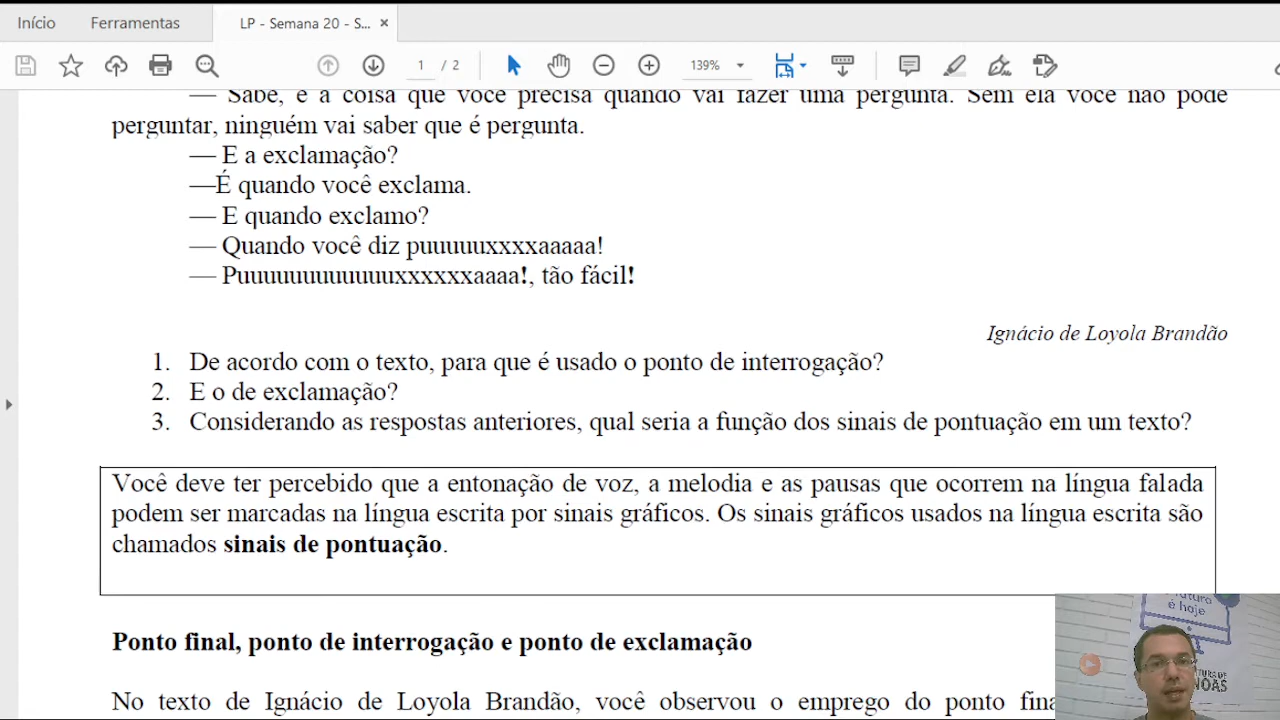 Início Ferramentas LP - Semana 20 - S... ×
1 / 2 139%
— Sabe, é a coisa que você precisa quando vai fazer uma pergunta. Sem ela você não pode
perguntar, ninguém vai saber que é pergunta.
— E a exclamação?
—É quando você exclama.
— E quando exclamo?
— Quando você diz puuuuuxxxxaaaaa!
— Puuuuuuuuuuuuxxxxxxaaaa!, tão fácil!
Ignácio de Loyola Brandão
1. De acordo com o texto, para que é usado o ponto de interrogação?
2. E o de exclamação?
3. Considerando as respostas anteriores, qual seria a função dos sinais de pontuação em um texto?
Você deve ter percebido que a entonação de voz, a melodia e as pausas que ocorrem na língua falada
podem ser marcadas na língua escrita por sinais gráficos. Os sinais gráficos usados na língua escrita são
chamados sinais de pontuação.
Ponto final, ponto de interrogação e ponto de exclamação
No texto de Ignácio de Loyola Brandão, você observou o emprego do ponto
é hoje